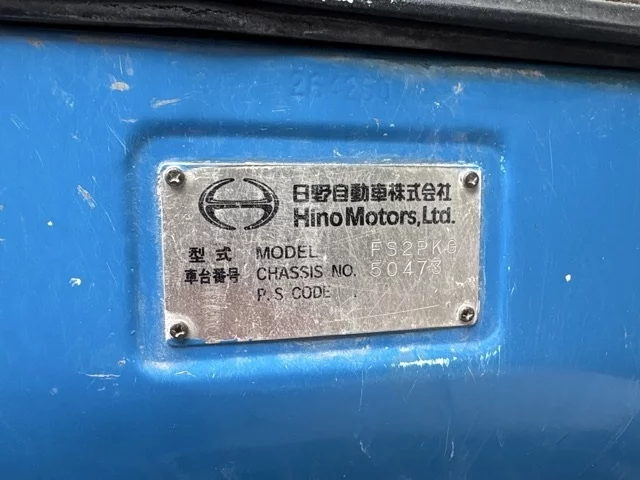 日野自動車株式会社
Hino Motors, Ltd.
型式 MODEL FS2PKC
車台番号 CHASSIS NO. 50473
P.S CODE